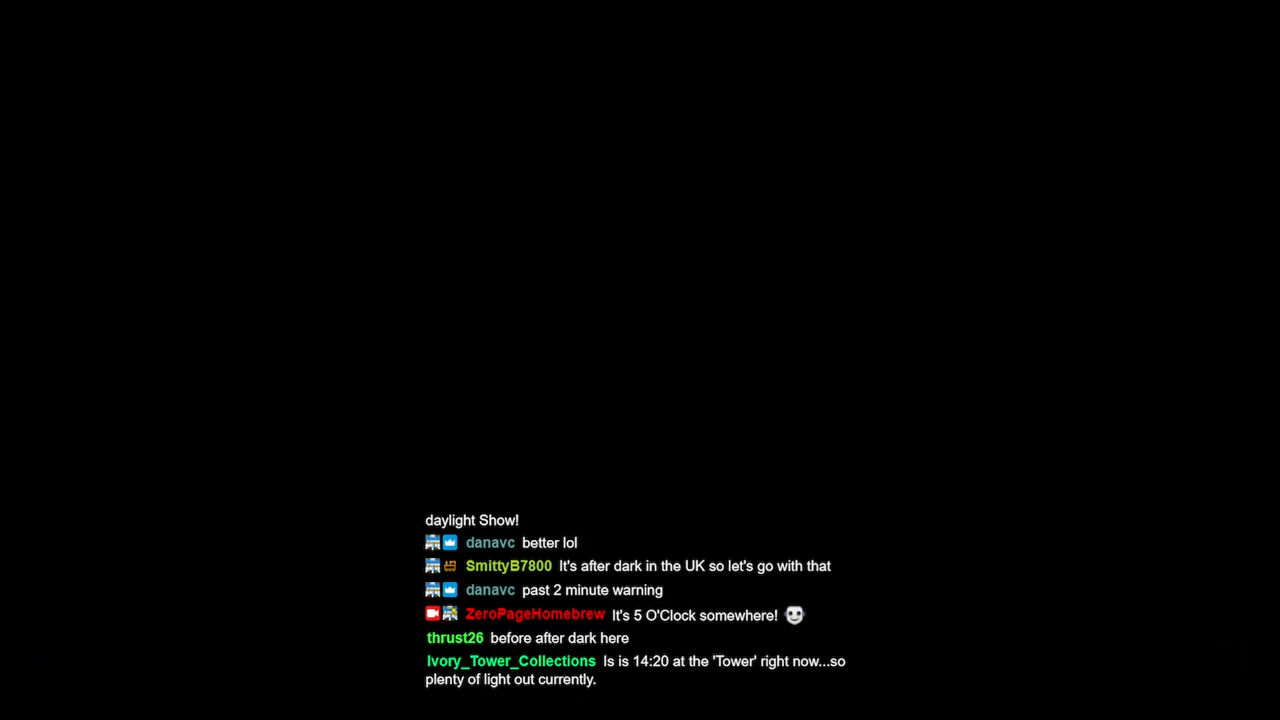 daylight Show!
danavc better lol
SmittyB7800 It's after dark in the UK so let's go with that
danavc past 2 minute warning
ZeroPageHomebrew It's 5 O'Clock somewhere!
thrust26 before after dark here
Ivory_Tower_Collections Is is 14:20 at the 'Tower' right now...so
plenty of light out currently.